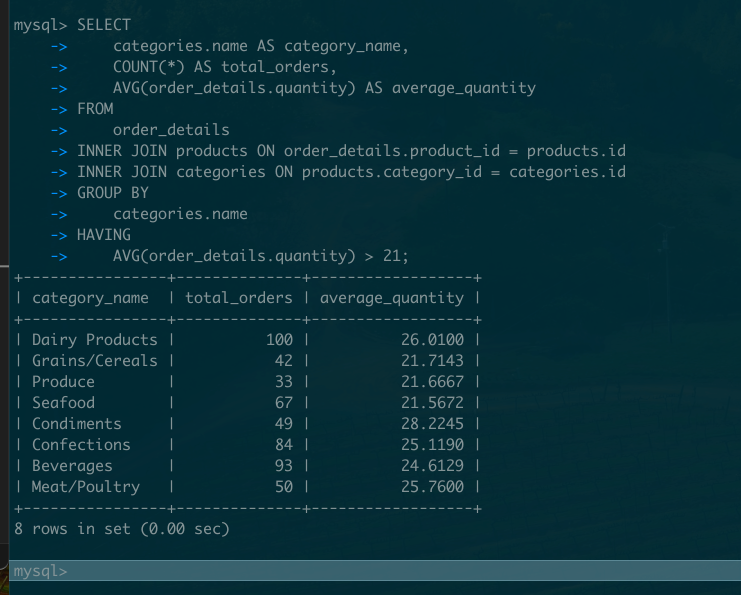 mysql> SELECT
    ->     categories.name AS category_name,
    ->     COUNT(*) AS total_orders,
    ->     AVG(order_details.quantity) AS average_quantity
    -> FROM
    ->     order_details
    -> INNER JOIN products ON order_details.product_id = products.id
    -> INNER JOIN categories ON products.category_id = categories.id
    -> GROUP BY
    ->     categories.name
    -> HAVING
    ->     AVG(order_details.quantity) > 21;
+----------------+--------------+------------------+
| category_name  | total_orders | average_quantity |
+----------------+--------------+------------------+
| Dairy Products |          100 |          26.0100 |
| Grains/Cereals |           42 |          21.7143 |
| Produce        |           33 |          21.6667 |
| Seafood        |           67 |          21.5672 |
| Condiments     |           49 |          28.2245 |
| Confections    |           84 |          25.1190 |
| Beverages      |           93 |          24.6129 |
| Meat/Poultry   |           50 |          25.7600 |
+----------------+--------------+------------------+
8 rows in set (0.00 sec)
mysql>